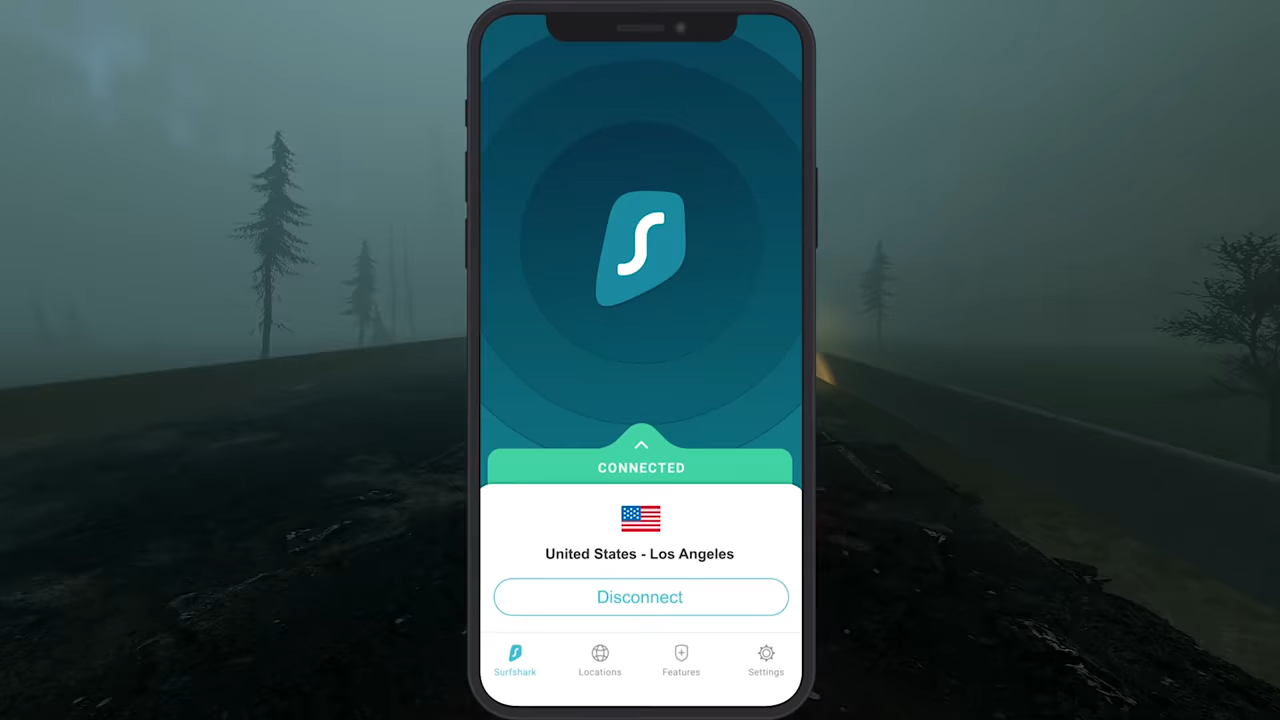 CONNECTED
United States - Los Angeles
Disconnect
Surfshark Locations Features Settings